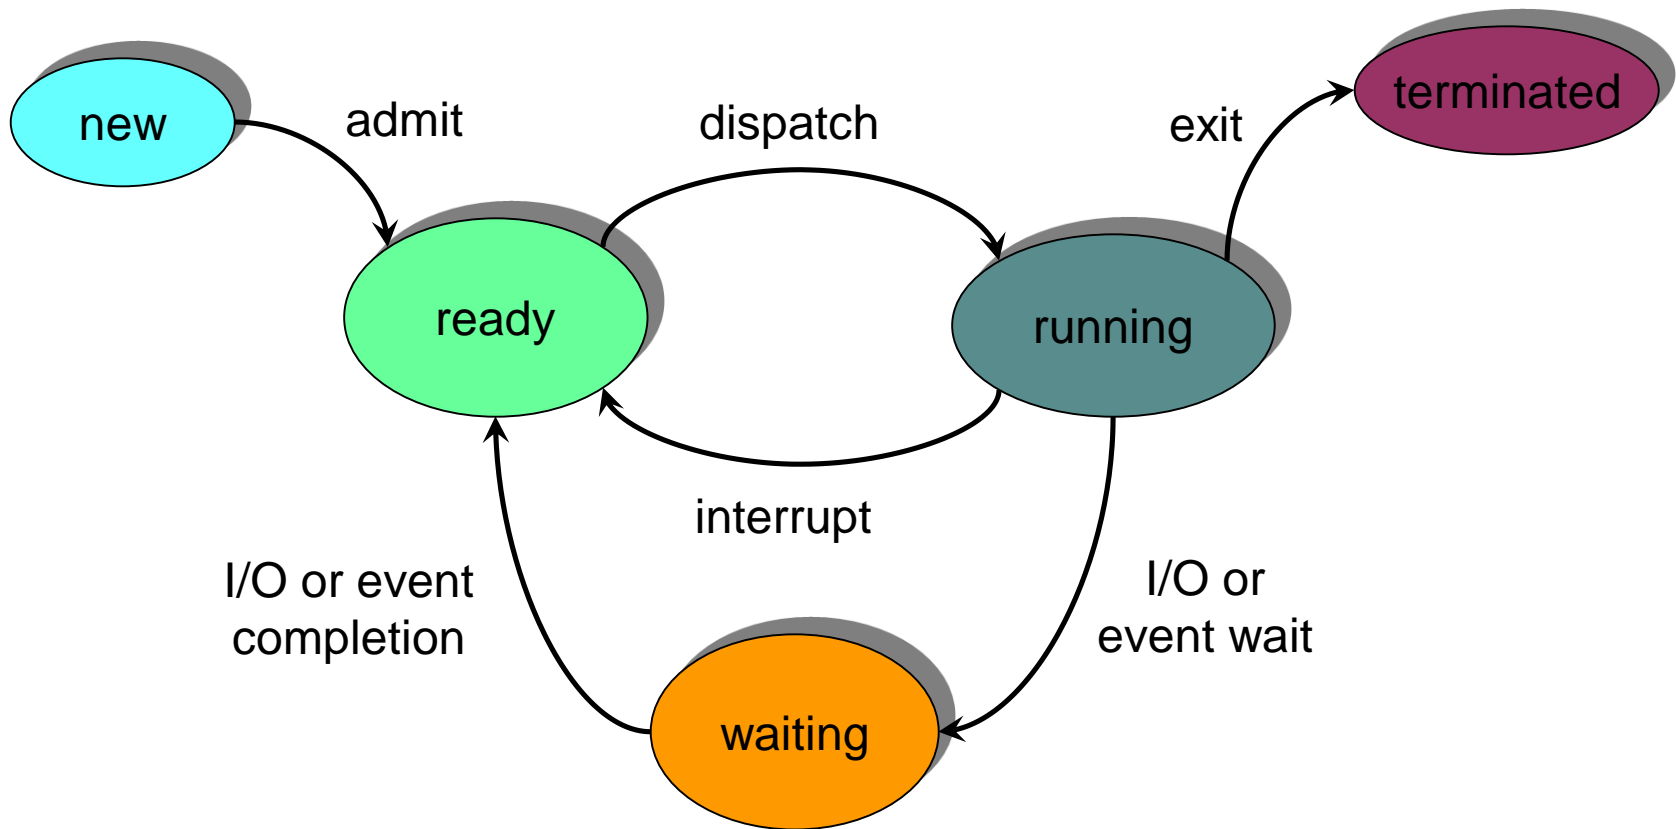 new
admit
dispatch
exit
terminated
ready
running
interrupt
I/O or event
completion
I/O or
event wait
waiting